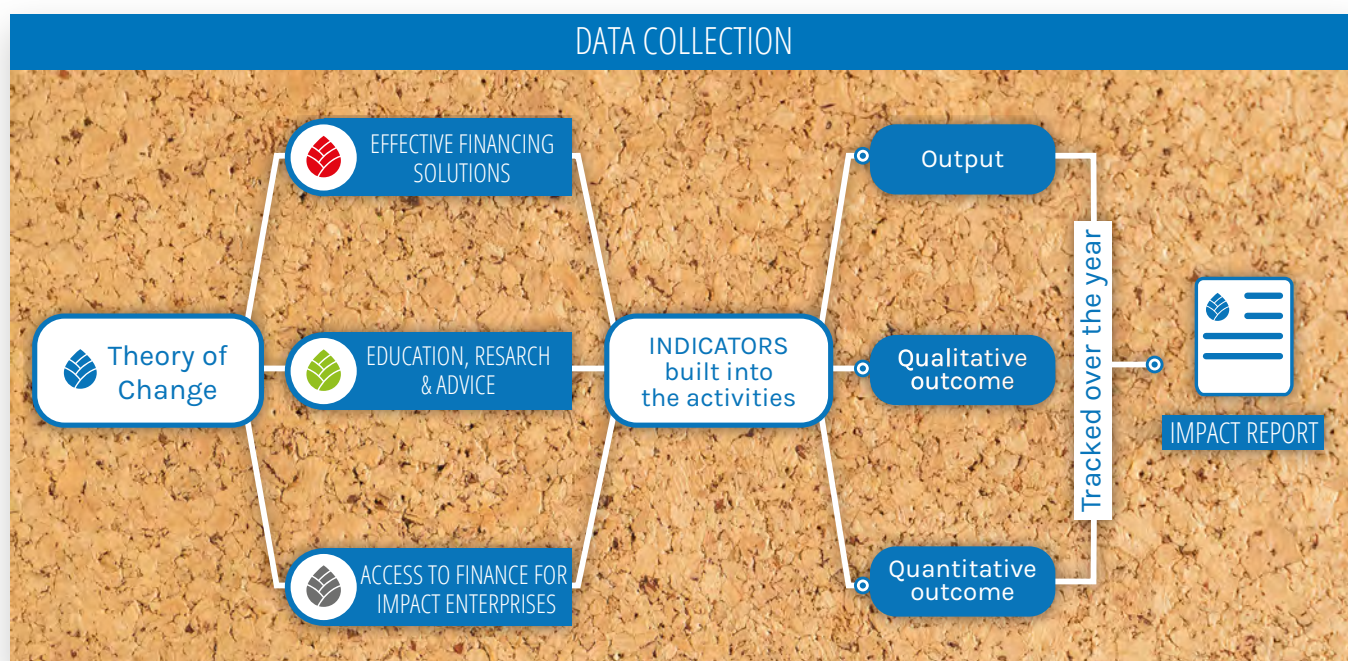 DATA COLLECTION
EFFECTIVE FINANCING
SOLUTIONS
Theory of
Change
EDUCATION, RESARCH
& ADVICE
ACCESS TO FINANCE FOR
IMPACT ENTERPRISES
INDICATORS
built into
the activities
Output
Qualitative
outcome
Quantitative
outcome
Tracked over the year
IMPACT REPORT